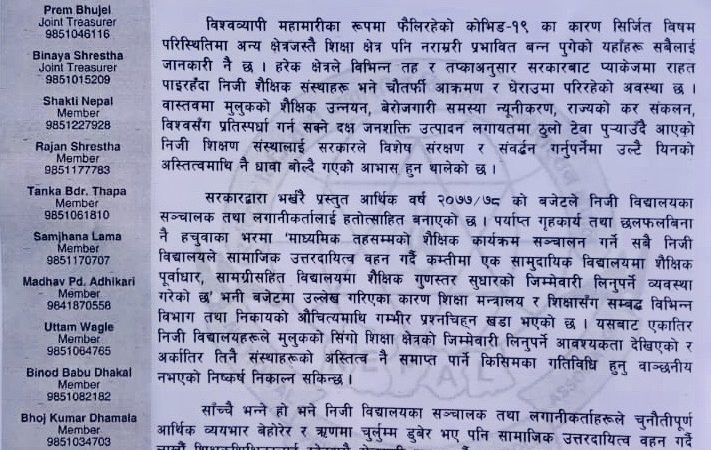 Prem Bhujel
Joint Treasurer
9851046116
Binaya Shrestha
Joint Treasurer
9851015209
Shakti Nepal
Member
9851227928
Rajan Shrestha
Member
9851177783
Tanka Bdr. Thapa
Member
9851061810
Samjhana Lama
Member
9851170707
Madhav Pd. Adhikari
Member
9841870558
Uttam Wagle
Member
9851064765
Binod Babu Dhakal
Member
9851082182
Bhoj Kumar Dhamala
Member
9851034703
विश्वव्यापी महामारीका रूपमा फैलिरहेको कोभिड-१९ का कारण सिर्जित विषम
परिस्थितिमा अन्य क्षेत्रजस्तै शिक्षा क्षेत्र पनि नराम्ररी प्रभावित बन्न पुगेको यहाँहरू सबैलाई
जानकारी नै छ । हरेक क्षेत्रले विभिन्न तह र तप्काअनुसार सरकारबाट प्याकेजमा राहत
पाइरहँदा निजी शैक्षिक संस्थाहरू भने चौतर्फी आक्रमण र घेराउमा परिरहेको अवस्था छ ।
वास्तवमा मुलुकको शैक्षिक उन्नयन, बेरोजगारी समस्या न्यूनीकरण, राज्यको कर संकलन,
विश्वसँग प्रतिस्पर्धा गर्न सक्ने दक्ष जनशक्ति उत्पादन लगायतमा ठुलो टेवा पुऱ्याउँदै आएको
निजी शिक्षण संस्थालाई सरकारले विशेष संरक्षण र संवर्द्धन गर्नुपर्नेमा उल्टै यिनको
अस्तित्वमाथि नै धावा बोल्दै गएको आभास हुन थालेको छ ।
सरकारद्वारा भर्खरै प्रस्तुत आर्थिक वर्ष २०७७/७८ को बजेटले निजी विद्यालयका
सञ्चालक तथा लगानीकर्तालाई हतोत्साहित बनाएको छ । पर्याप्त गृहकार्य तथा छलफलबिना
नै हचुवाका भरमा 'माध्यमिक तहसम्मको शैक्षिक कार्यक्रम सञ्चालन गर्ने सबै निजी
विद्यालयले सामाजिक उत्तरदायित्व वहन गर्दै कम्तीमा एक सामुदायिक विद्यालयमा शैक्षिक
पूर्वाधार, सामग्रीसहित विद्यालयमा शैक्षिक गुणस्तर सुधारको जिम्मेवारी लिनुपर्ने व्यवस्था
गरेको छ' भनी बजेटमा उल्लेख गरिएका कारण शिक्षा मन्त्रालय र शिक्षासँग सम्बद्ध विभिन्न
विभाग तथा निकायको औचित्यमाथि गम्भीर प्रश्नचिहन खडा भएको छ । यसबाट एकातिर
निजी विद्यालयहरूले मुलुकको सिंगो शिक्षा क्षेत्रको जिम्मेवारी लिनुपर्ने आवश्यकता देखिएको र
अर्कातिर तिनै संस्थाहरूको अस्तित्व नै समाप्त पार्ने किसिमका गतिविधि हुनु वाञ्छनीय
नभएको निष्कर्ष निकाल्न सकिन्छ ।
साँच्चै भन्ने हो भने निजी विद्यालयका सञ्चालक तथा लगानीकर्ताहरूले चुनौतीपूर्ण
आर्थिक व्ययभार बेहोरेर र ऋणमा चुर्लुम्म डुबेर भए पनि सामाजिक उत्तरदायित्व वहन गर्दै